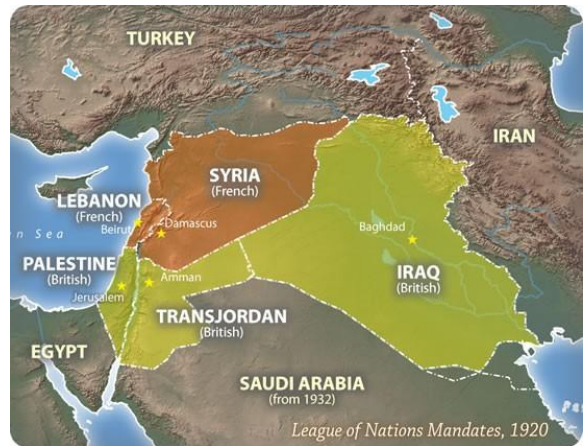 TURKEY
IRAN
SYRIA
(French)
LEBANON
(French)
Beirut
Damascus
Baghdad
PALESTINE
(British)
Amman
IRAQ
(British)
Jerusalem
TRANSJORDAN
(British)
EGYPT
SAUDI ARABIA
(from 1932)
League of Nations Mandates, 1920